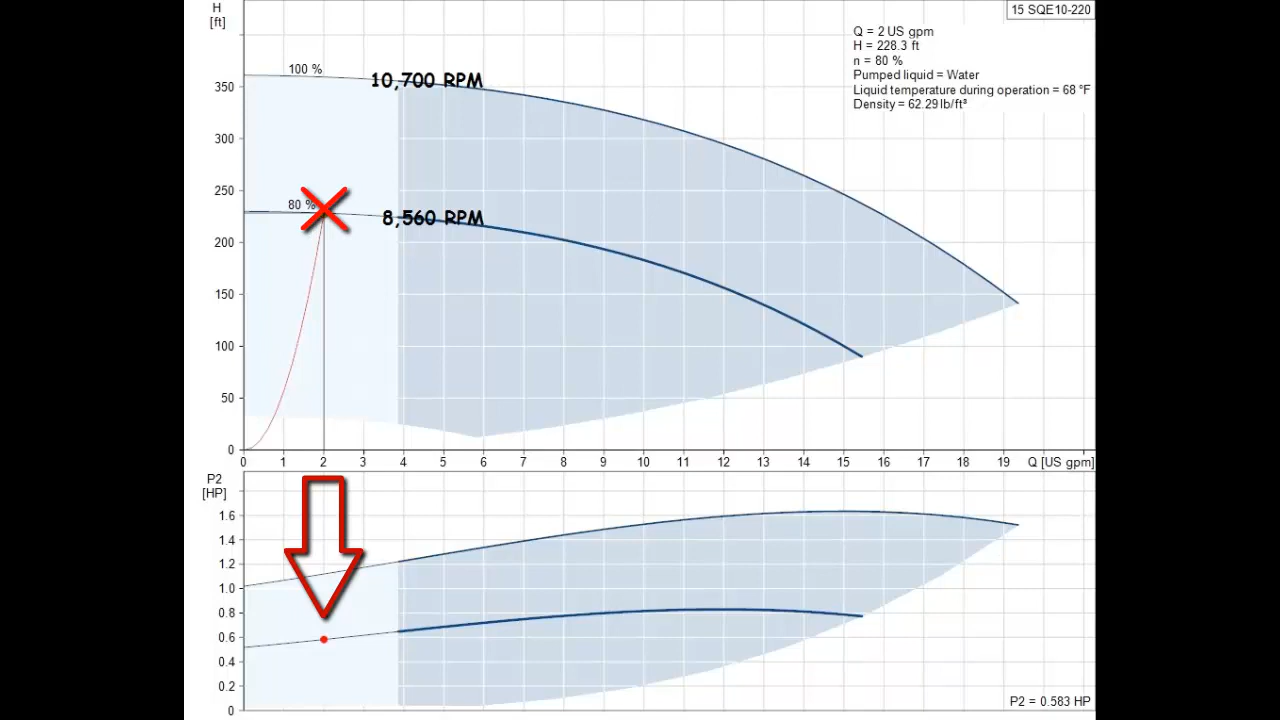 H
[ft]
15 SQE10-220
Q = 2 US gpm
H = 228.3 ft
n = 80 %
Pumped liquid = Water
Liquid temperature during operation = 68 °F
Density = 62.29 lb/ft³
100 %
10,700 RPM
350
300
250
80 %
8,560 RPM
200
150
100
50
0
0 1 2 3 4 5 6 7 8 9 10 11 12 13 14 15 16 17 18 19 Q [US gpm]
P2
[HP]
1.6
1.4
1.2
1.0
0.8
0.6
0.4
0.2
0
P2 = 0.583 HP